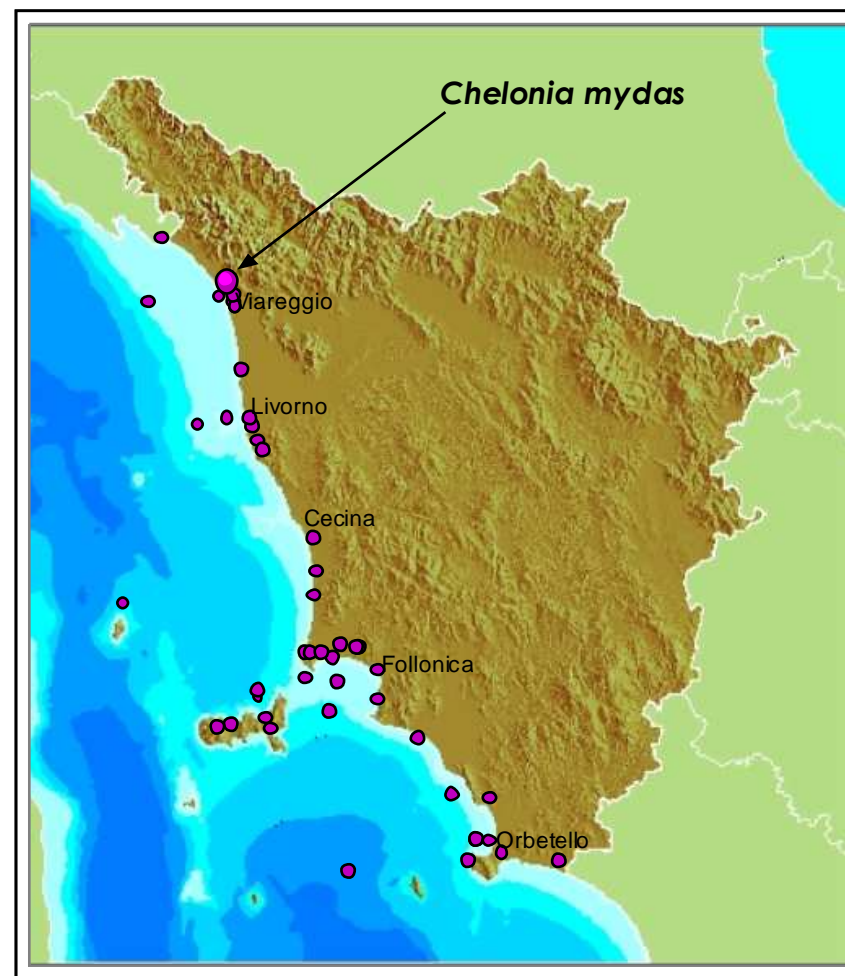 Chelonia mydas
Viareggio
Livorno
Cecina
Follonica
Orbetello